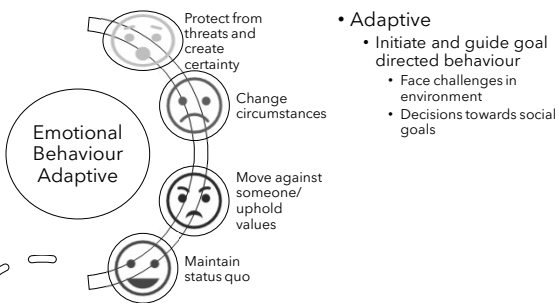 Protect from
threats and
create
certainty
Change
circumstances
Emotional
Behaviour
Adaptive
Move against
someone/
uphold
values
Maintain
status quo
• Adaptive
• Initiate and guide goal
directed behaviour
• Face challenges in
environment
• Decisions towards social
goals